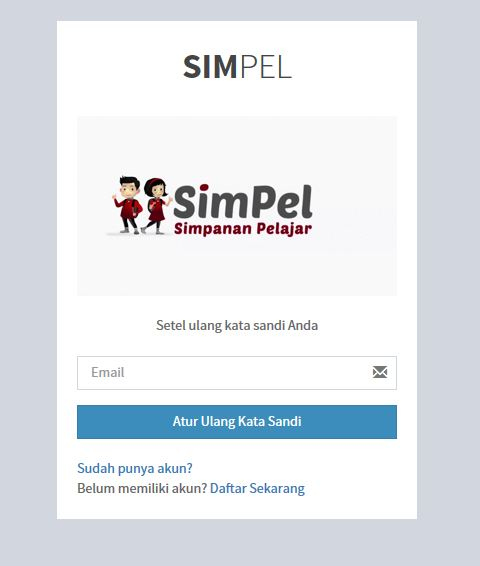 SIMPEL
SimPel
Simpanan Pelajar
Setel ulang kata sandi Anda
Email
Atur Ulang Kata Sandi
Sudah punya akun?
Belum memiliki akun? Daftar Sekarang